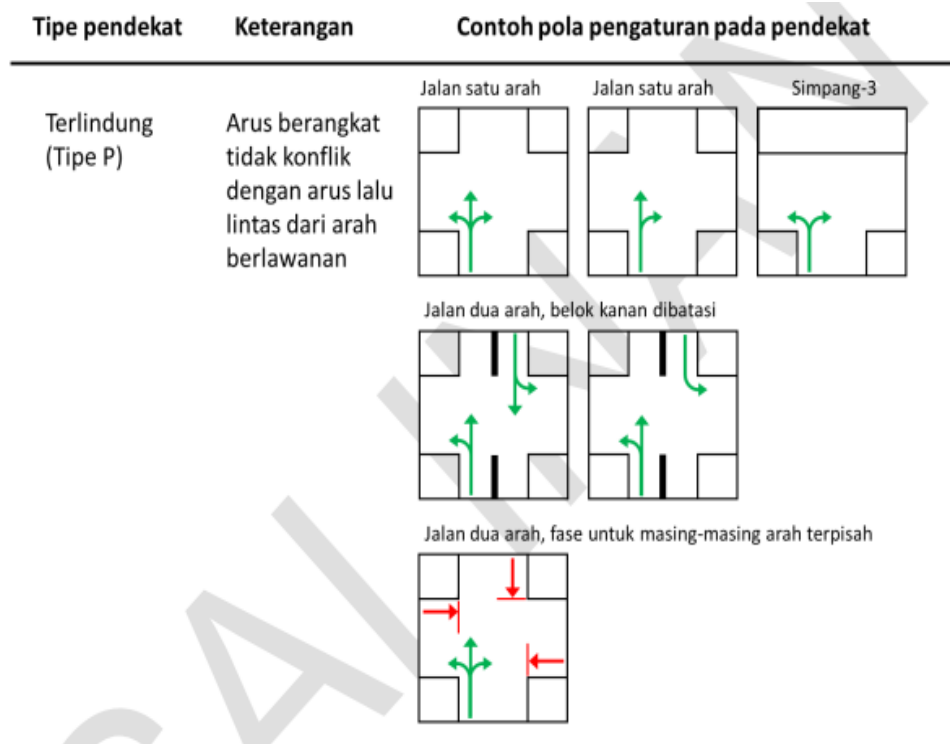 Tipe pendekat Keterangan Contoh pola pengaturan pada pendekat
Terlindung
(Tipe P)
Arus berangkat
tidak konflik
dengan arus lalu
lintas dari arah
berlawanan
Jalan satu arah Jalan satu arah Simpang-3
Jalan dua arah, belok kanan dibatasi
Jalan dua arah, fase untuk masing-masing arah terpisah